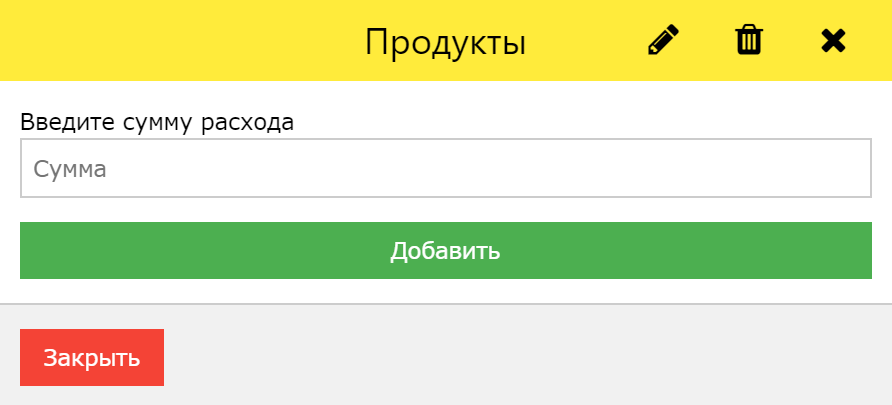 Продукты
Введите сумму расхода
Сумма
Добавить
Закрыть